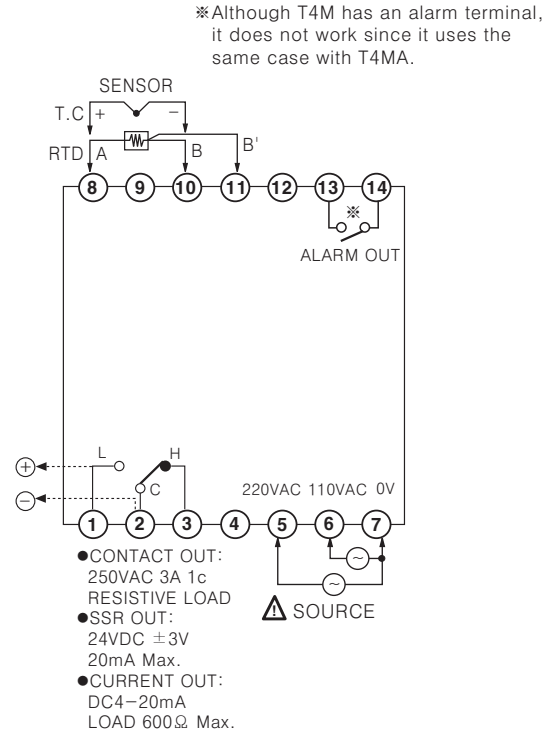 ※Although T4M has an alarm terminal,
it does not work since it uses the
same case with T4MA.
SENSOR
T.C + −
RTD A B B'
8 9 10 11 12 13 14
※
ALARM OUT
L H
+
C
−
220VAC 110VAC 0V
1 2 3 4 5 6 7
●CONTACT OUT:
250VAC 3A 1c
RESISTIVE LOAD
●SSR OUT:
24VDC ±3V
20mA Max.
●CURRENT OUT:
DC4−20mA
LOAD 600Ω Max.
~
~
⚠ SOURCE